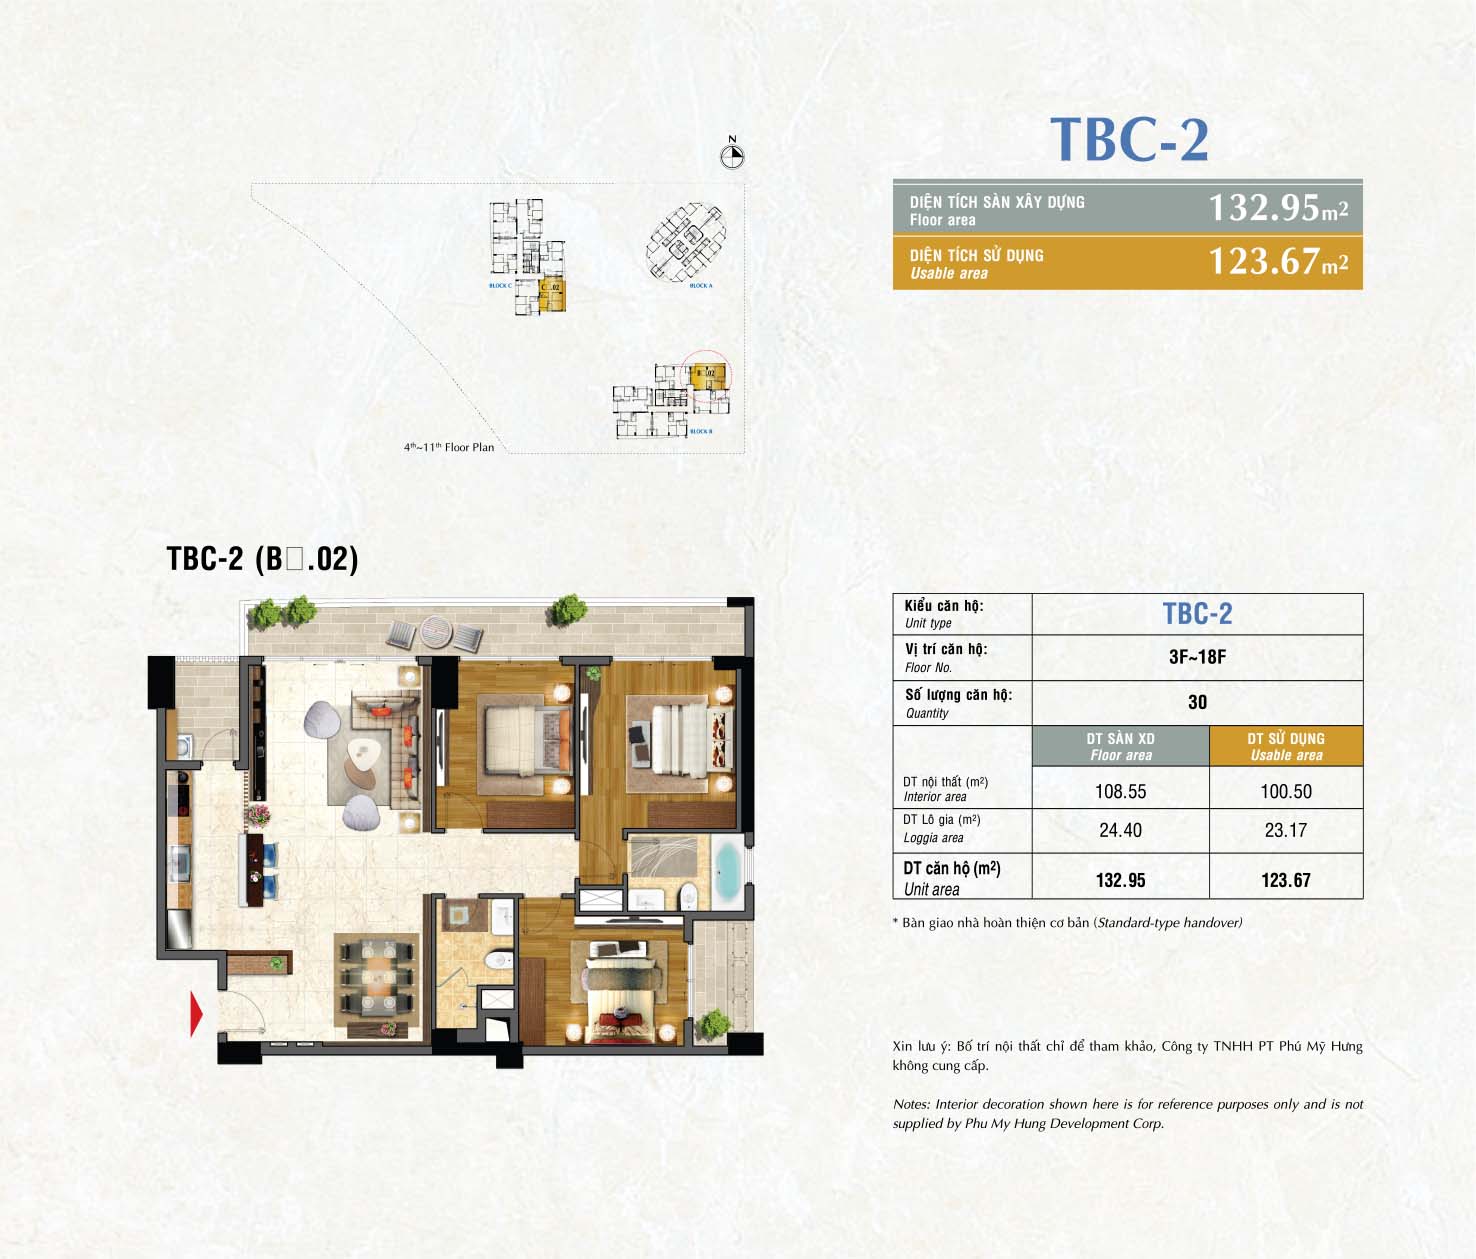 N
BLOCK C
C□.02
BLOCK A
B□.02
BLOCK B
4th~11th Floor Plan
TBC-2
DIỆN TÍCH SÀN XÂY DỰNG
Floor area
132.95m2
DIỆN TÍCH SỬ DỤNG
Usable area
123.67m2
TBC-2 (B□.02)
Kiểu căn hộ:
Unit type
TBC-2
Vị trí căn hộ:
Floor No.
3F~18F
Số lượng căn hộ:
Quantity
30
DT SÀN XD
Floor area
DT SỬ DỤNG
Usable area
DT nội thất (m2)
Interior area
108.55
100.50
DT Lô gia (m2)
Loggia area
24.40
23.17
DT căn hộ (m2)
Unit area
132.95
123.67
* Bàn giao nhà hoàn thiện cơ bản (Standard-type handover)
Xin lưu ý: Bố trí nội thất chỉ để tham khảo, Công ty TNHH PT Phú Mỹ Hưng
không cung cấp.
Notes: Interior decoration shown here is for reference purposes only and is not
supplied by Phu My Hung Development Corp.